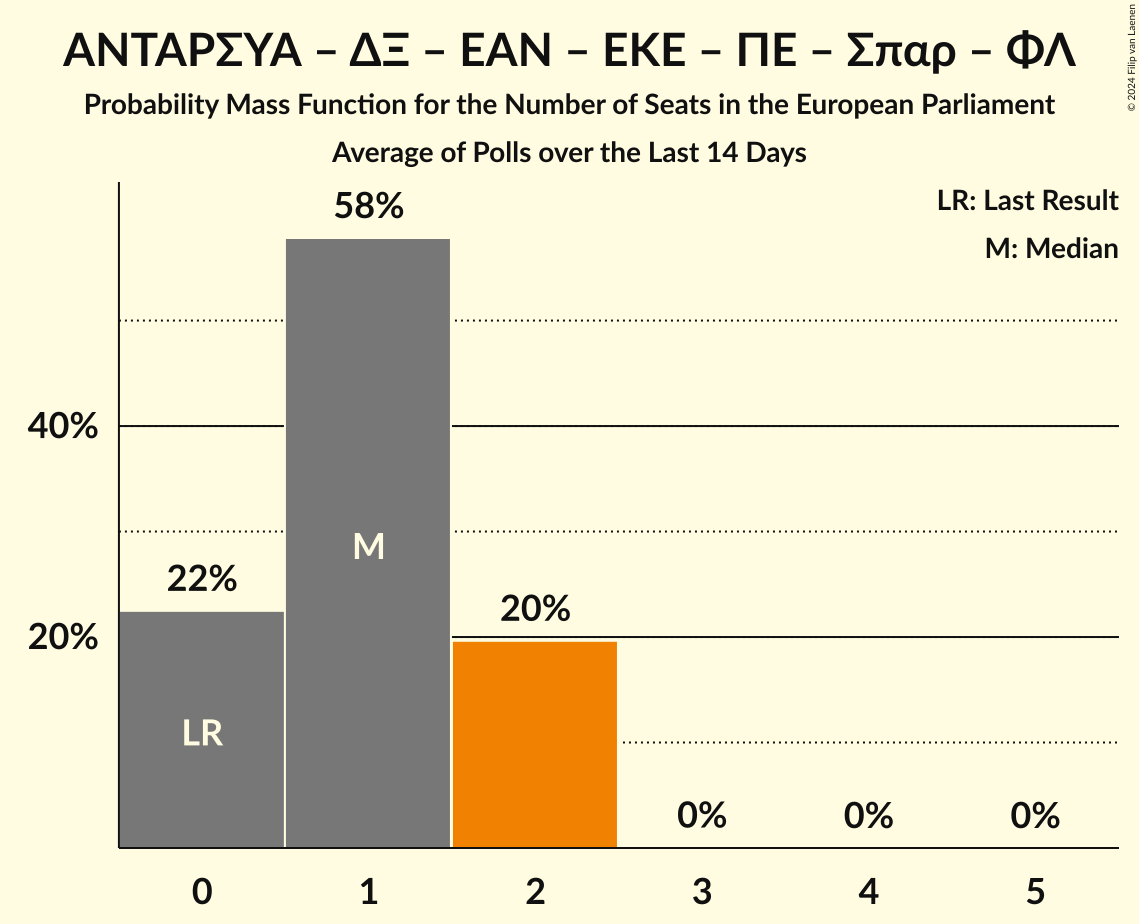 ΑΝΤΑΡΣΥΑ – ΔΞ – ΕΑΝ – ΕΚΕ – ΠΕ – Σπαρ – ΦΛ
Probability Mass Function for the Number of Seats in the European Parliament
Average of Polls over the Last 14 Days
© 2024 Filip van Laenen
LR: Last Result
M: Median
58%
40%
M
22%
20%
20%
LR
0%
0%
0%
0
1
2
3
4
5